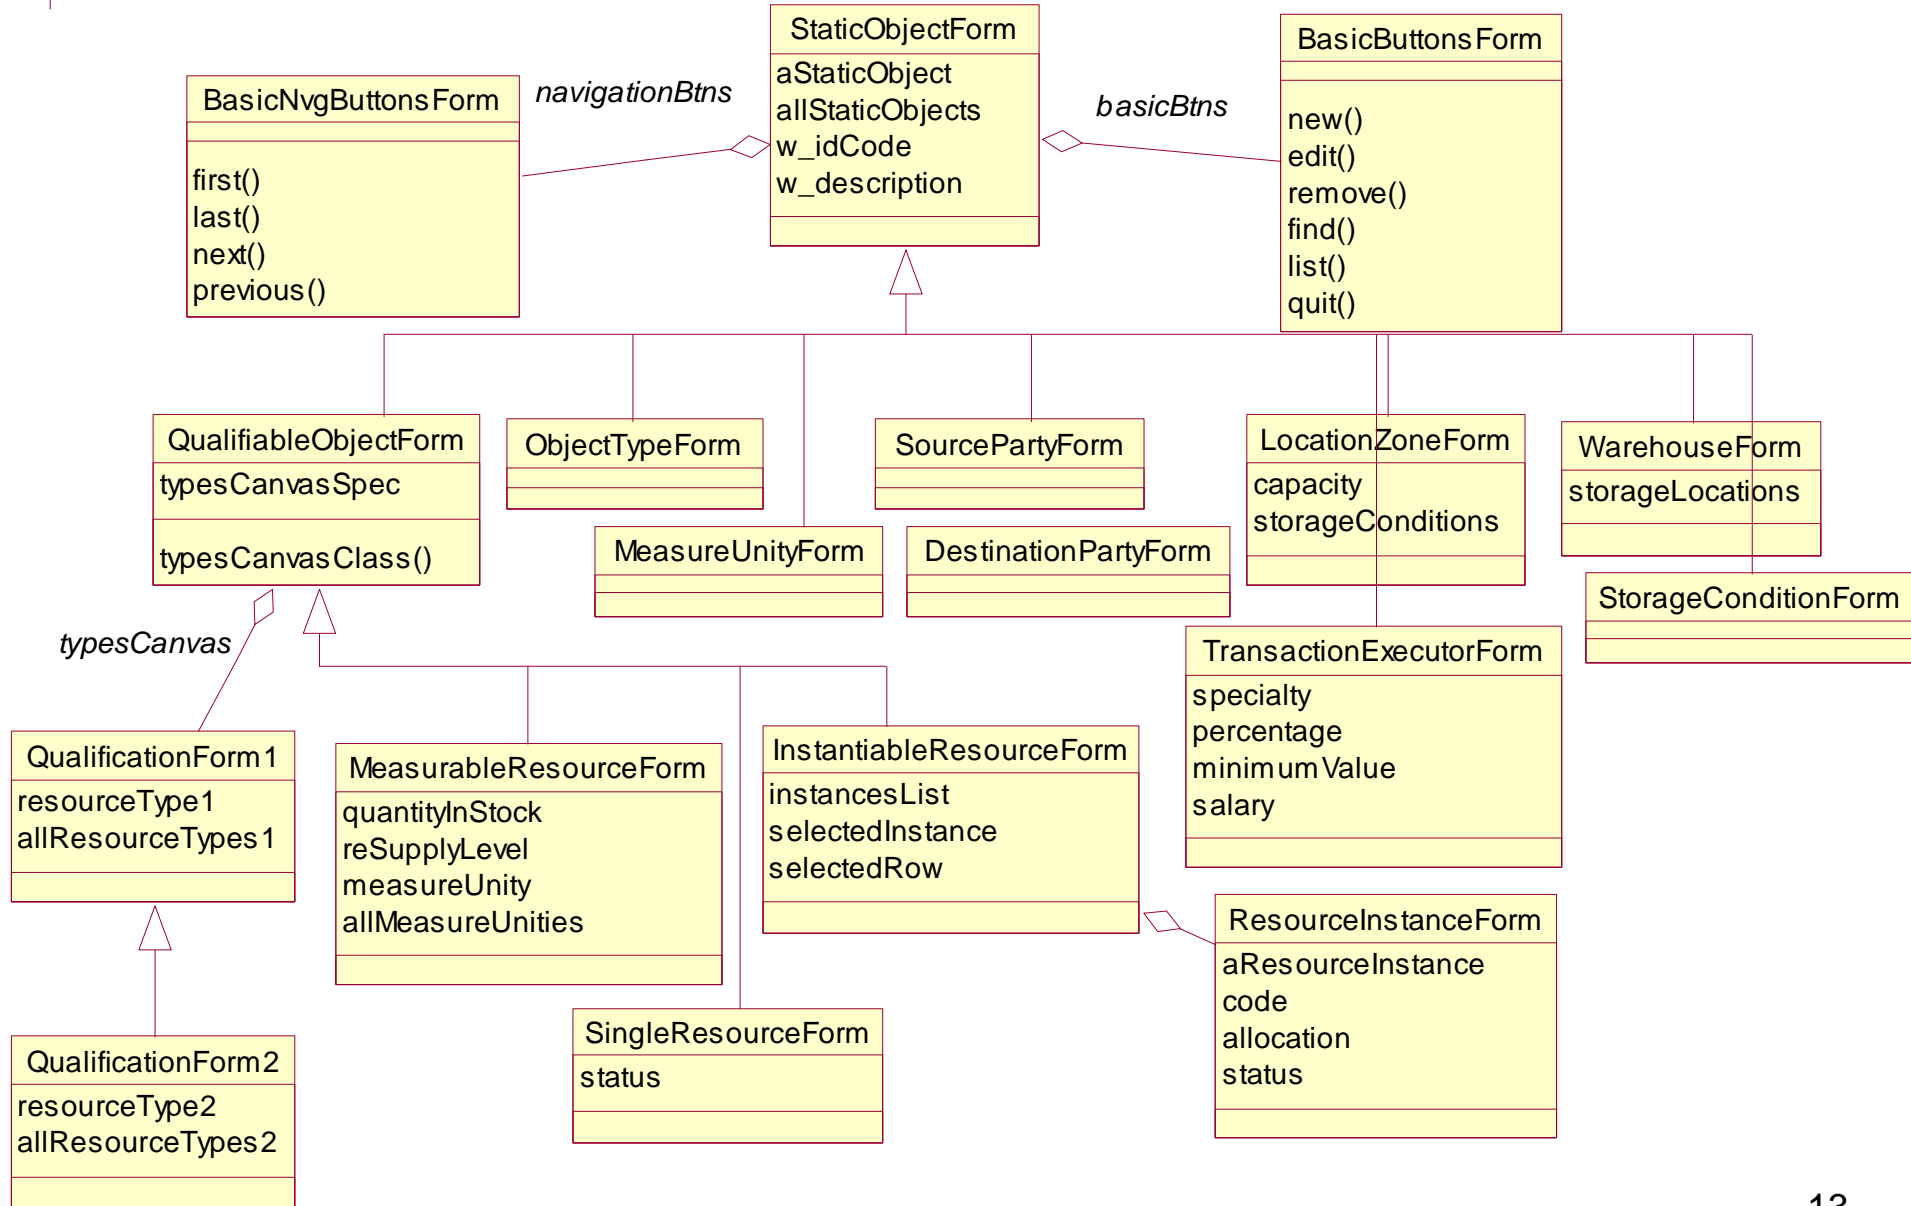 StaticObjectForm
aStaticObject
allStaticObjects
w_idCode
w_description
BasicButtonsForm
new()
edit()
remove()
find()
list()
quit()
BasicNvgButtonsForm
first()
last()
next()
previous()
navigationBtns
basicBtns
QualifiableObjectForm
typesCanvasSpec
typesCanvasClass()
ObjectTypeForm
SourcePartyForm
LocationZoneForm
capacity
storageConditions
WarehouseForm
storageLocations
MeasureUnityForm
DestinationPartyForm
StorageConditionForm
typesCanvas
TransactionExecutorForm
specialty
percentage
minimumValue
salary
QualificationForm1
resourceType1
allResourceTypes1
MeasurableResourceForm
quantityInStock
reSupplyLevel
measureUnity
allMeasureUnities
InstantiableResourceForm
instancesList
selectedInstance
selectedRow
ResourceInstanceForm
aResourceInstance
code
allocation
status
SingleResourceForm
status
QualificationForm2
resourceType2
allResourceTypes2